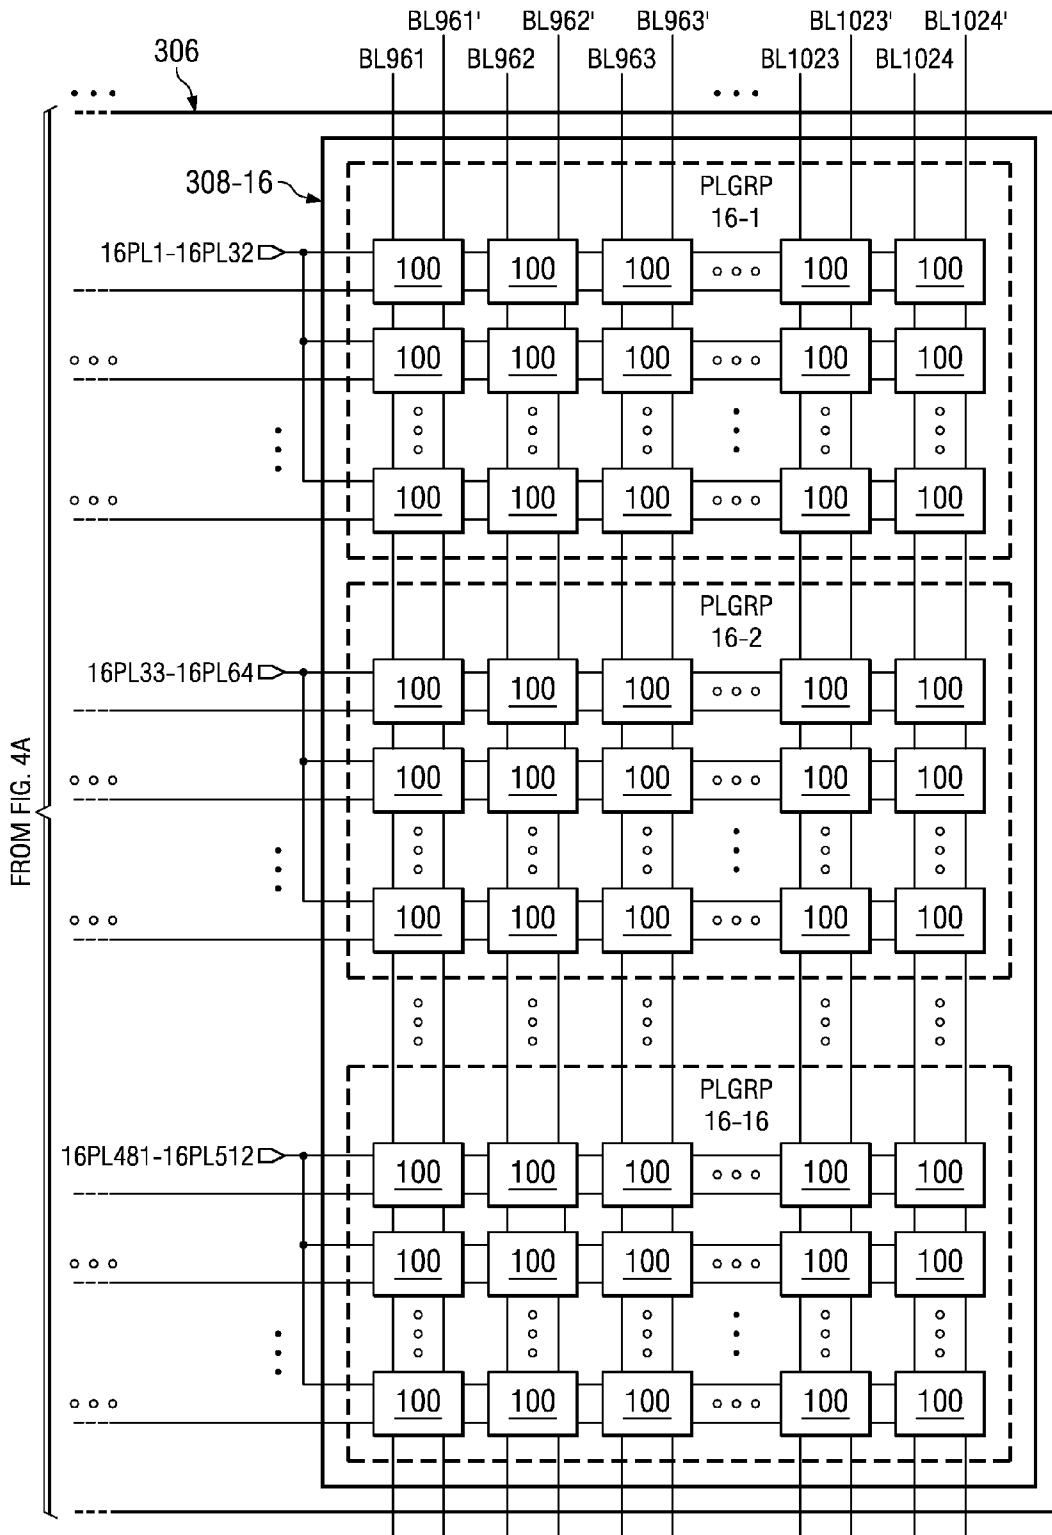 BL961' BL962' BL963' BL1023' BL1024'
306 BL961 BL962 BL963 BL1023 BL1024
308-16 PLGRP
16-1
16PL1-16PL32
100 100 100 100 100
100 100 100 100 100
100 100 100 100 100
PLGRP
16-2
16PL33-16PL64
100 100 100 100 100
100 100 100 100 100
100 100 100 100 100
FROM FIG. 4A
PLGRP
16-16
16PL481-16PL512
100 100 100 100 100
100 100 100 100 100
100 100 100 100 100